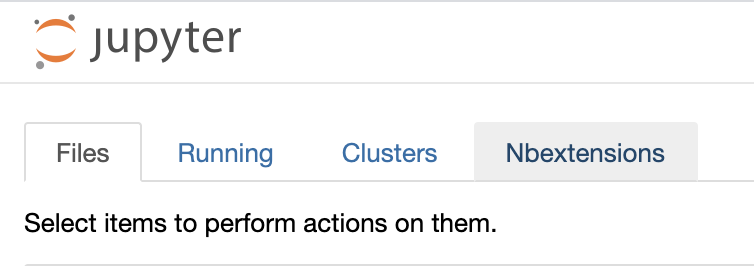 jupyter
Files Running Clusters Nbextensions
Select items to perform actions on them.